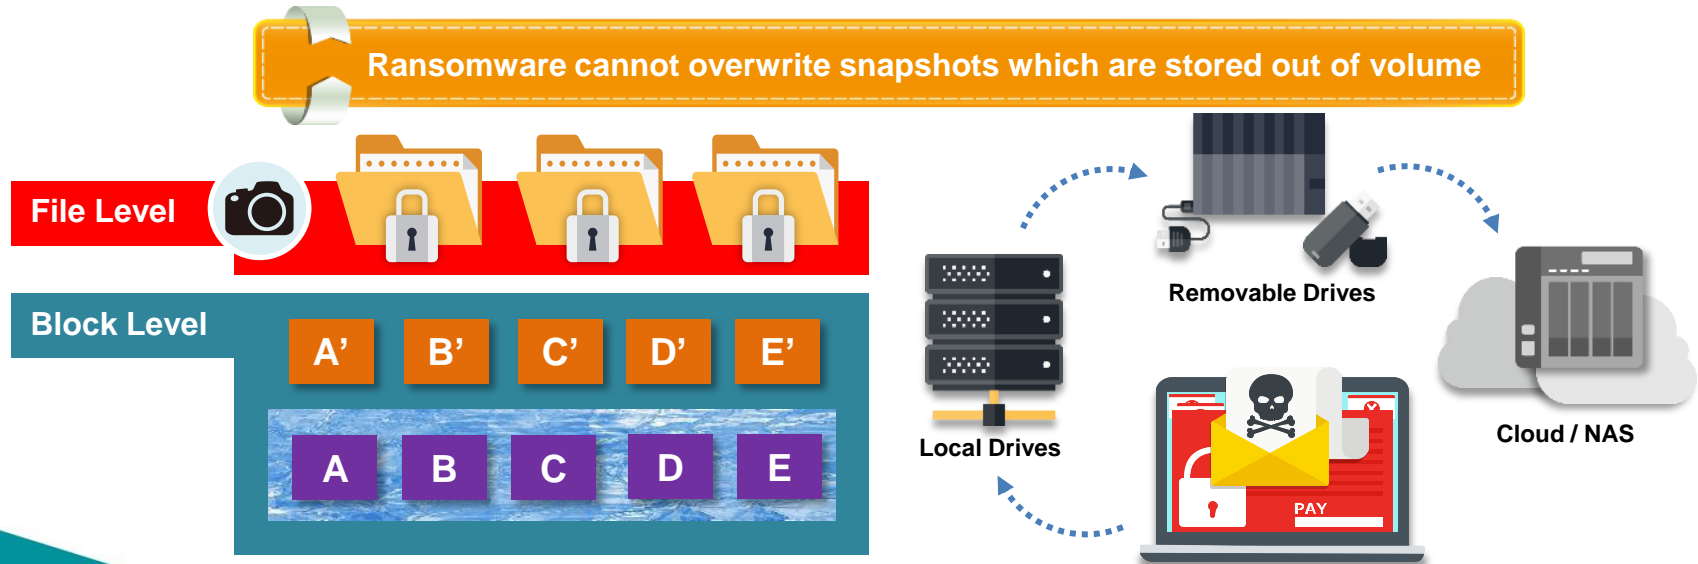 Ransomware cannot overwrite snapshots which are stored out of volume
File Level
Block Level
A’ B’ C’ D’ E’
A B C D E
Removable Drives
Local Drives
Cloud / NAS
PAY